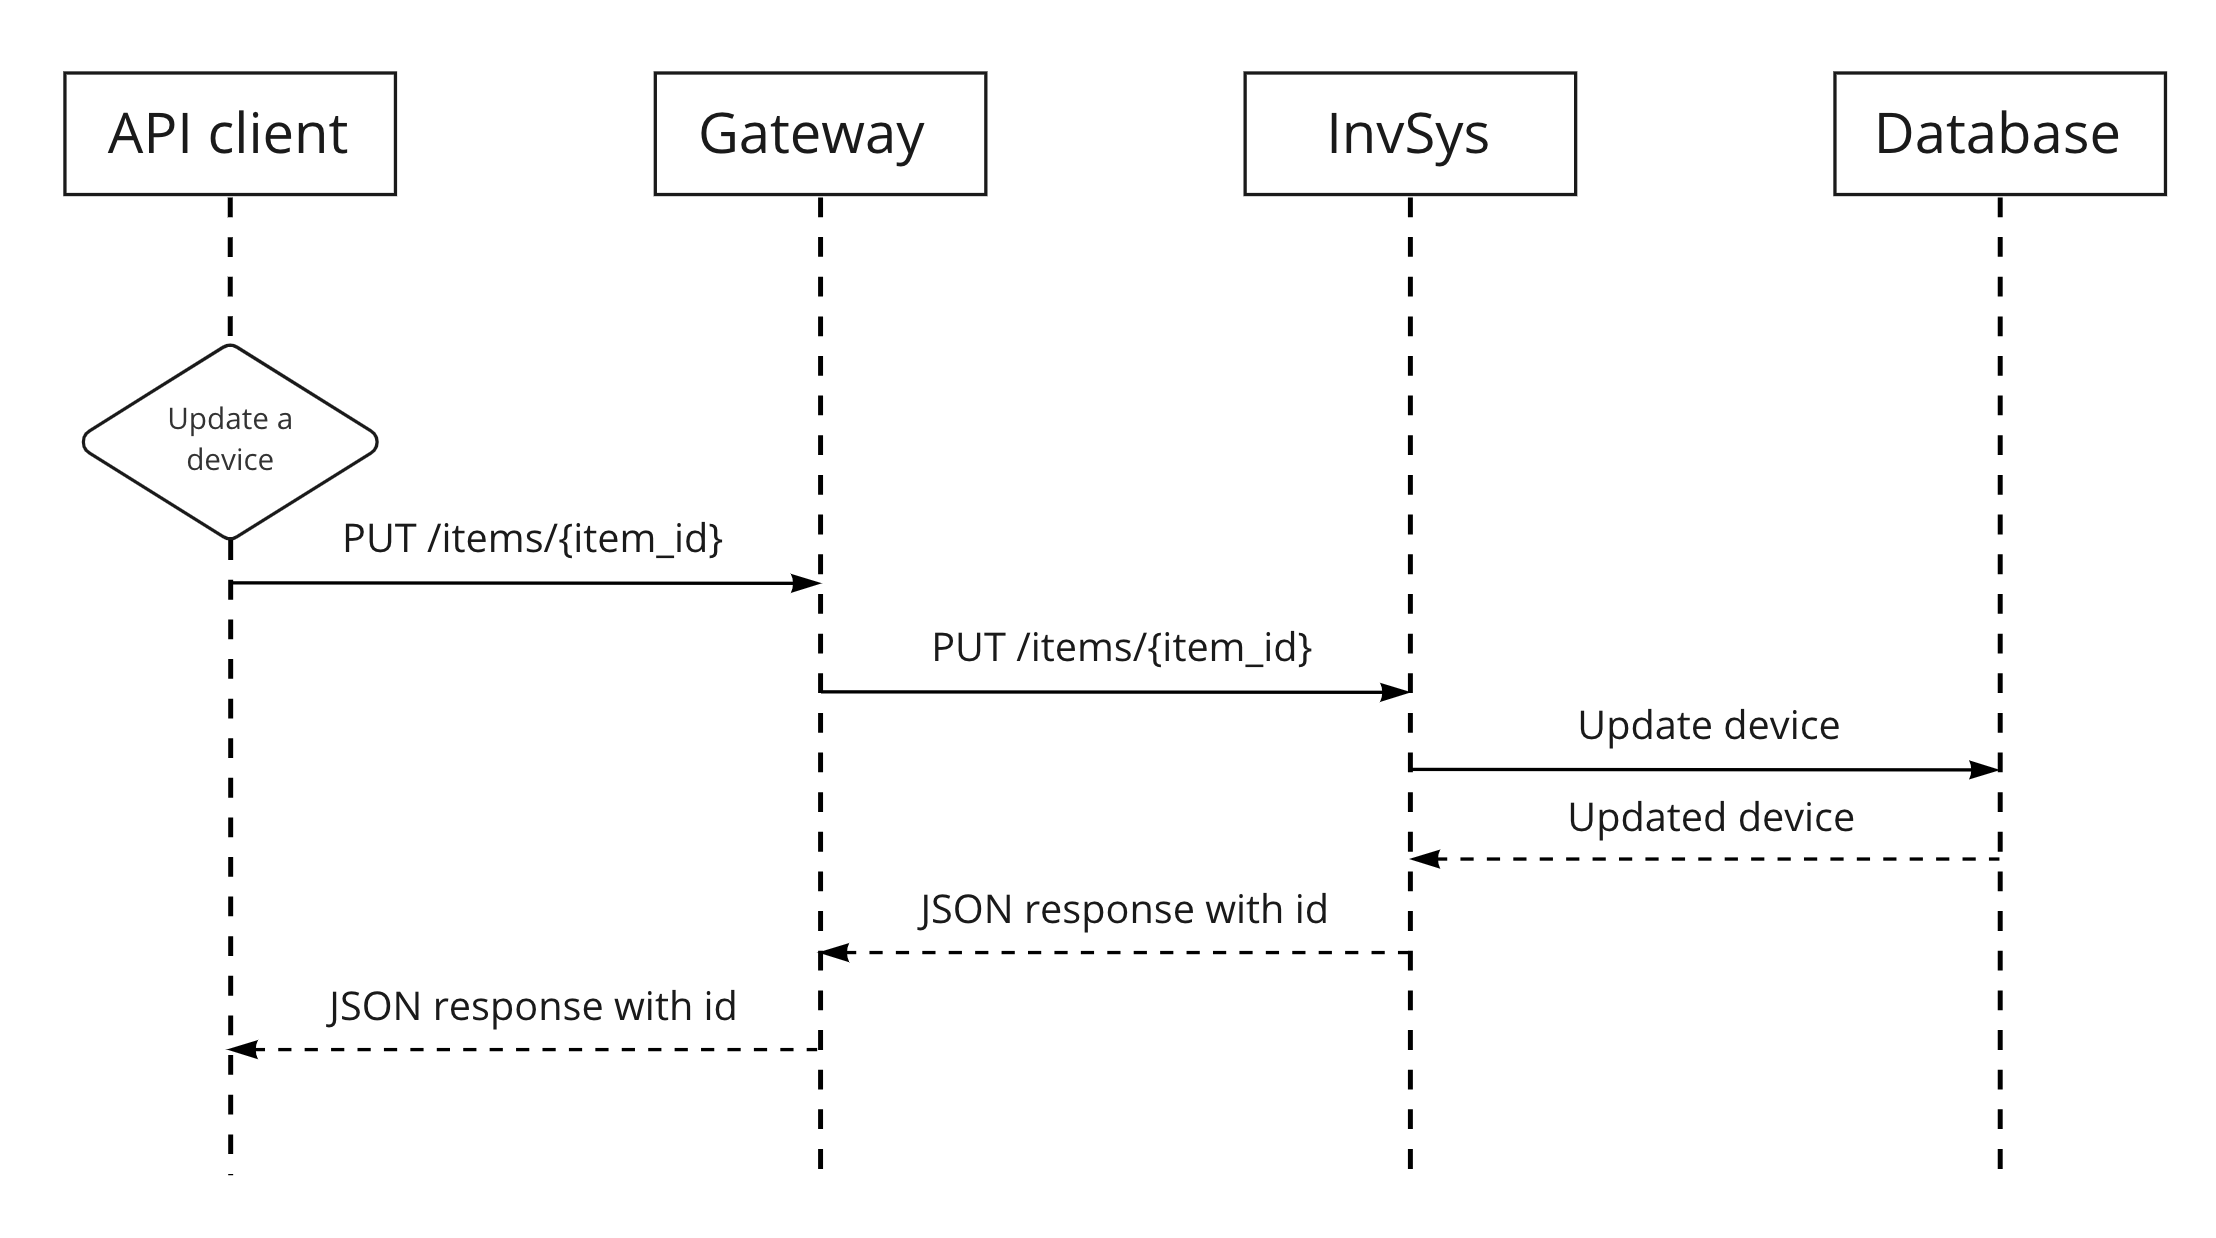 API client
Gateway
InvSys
Database
Update a
device
PUT /items/{item_id}
PUT /items/{item_id}
Update device
Updated device
JSON response with id
JSON response with id